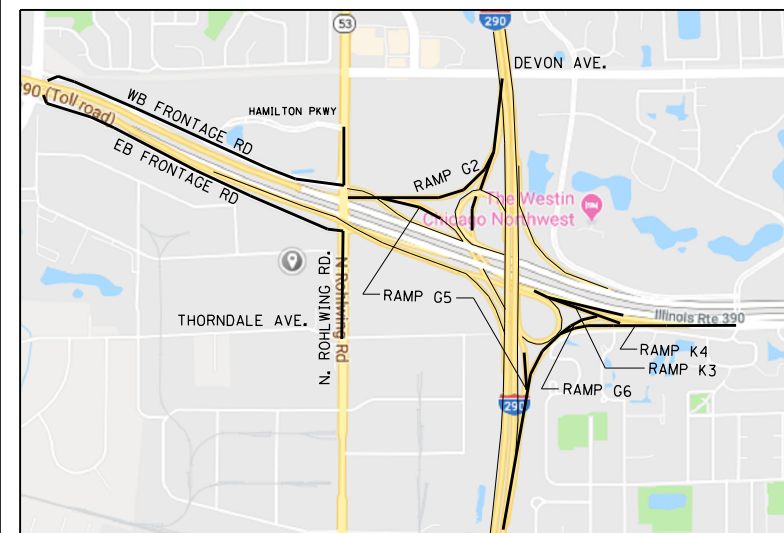 53
290
DEVON AVE.
90 (Toll road)
WB FRONTAGE RD
HAMILTON PKWY
EB FRONTAGE RD
RAMP G2
The Westin
Chicago Northwest
N. ROHLWING RD.
N Rohlwing Rd
RAMP G5
THORNDALE AVE.
Illinois Rte 390
RAMP K4
RAMP K3
RAMP G6
290